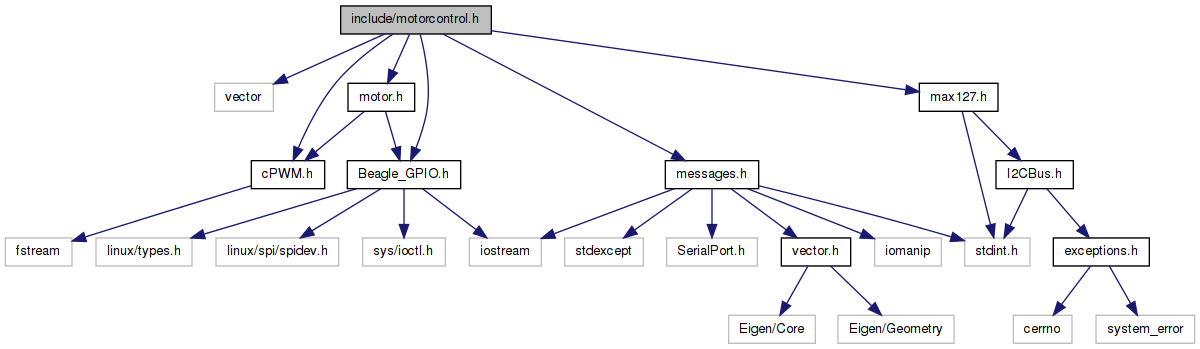 include/motorcontrol.h
vector
motor.h
max127.h
cPWM.h
Beagle_GPIO.h
messages.h
I2CBus.h
fstream
linux/types.h
linux/spi/spidev.h
sys/ioctl.h
iostream
stdexcept
SerialPort.h
vector.h
iomanip
stdint.h
exceptions.h
Eigen/Core
Eigen/Geometry
cerrno
system_error